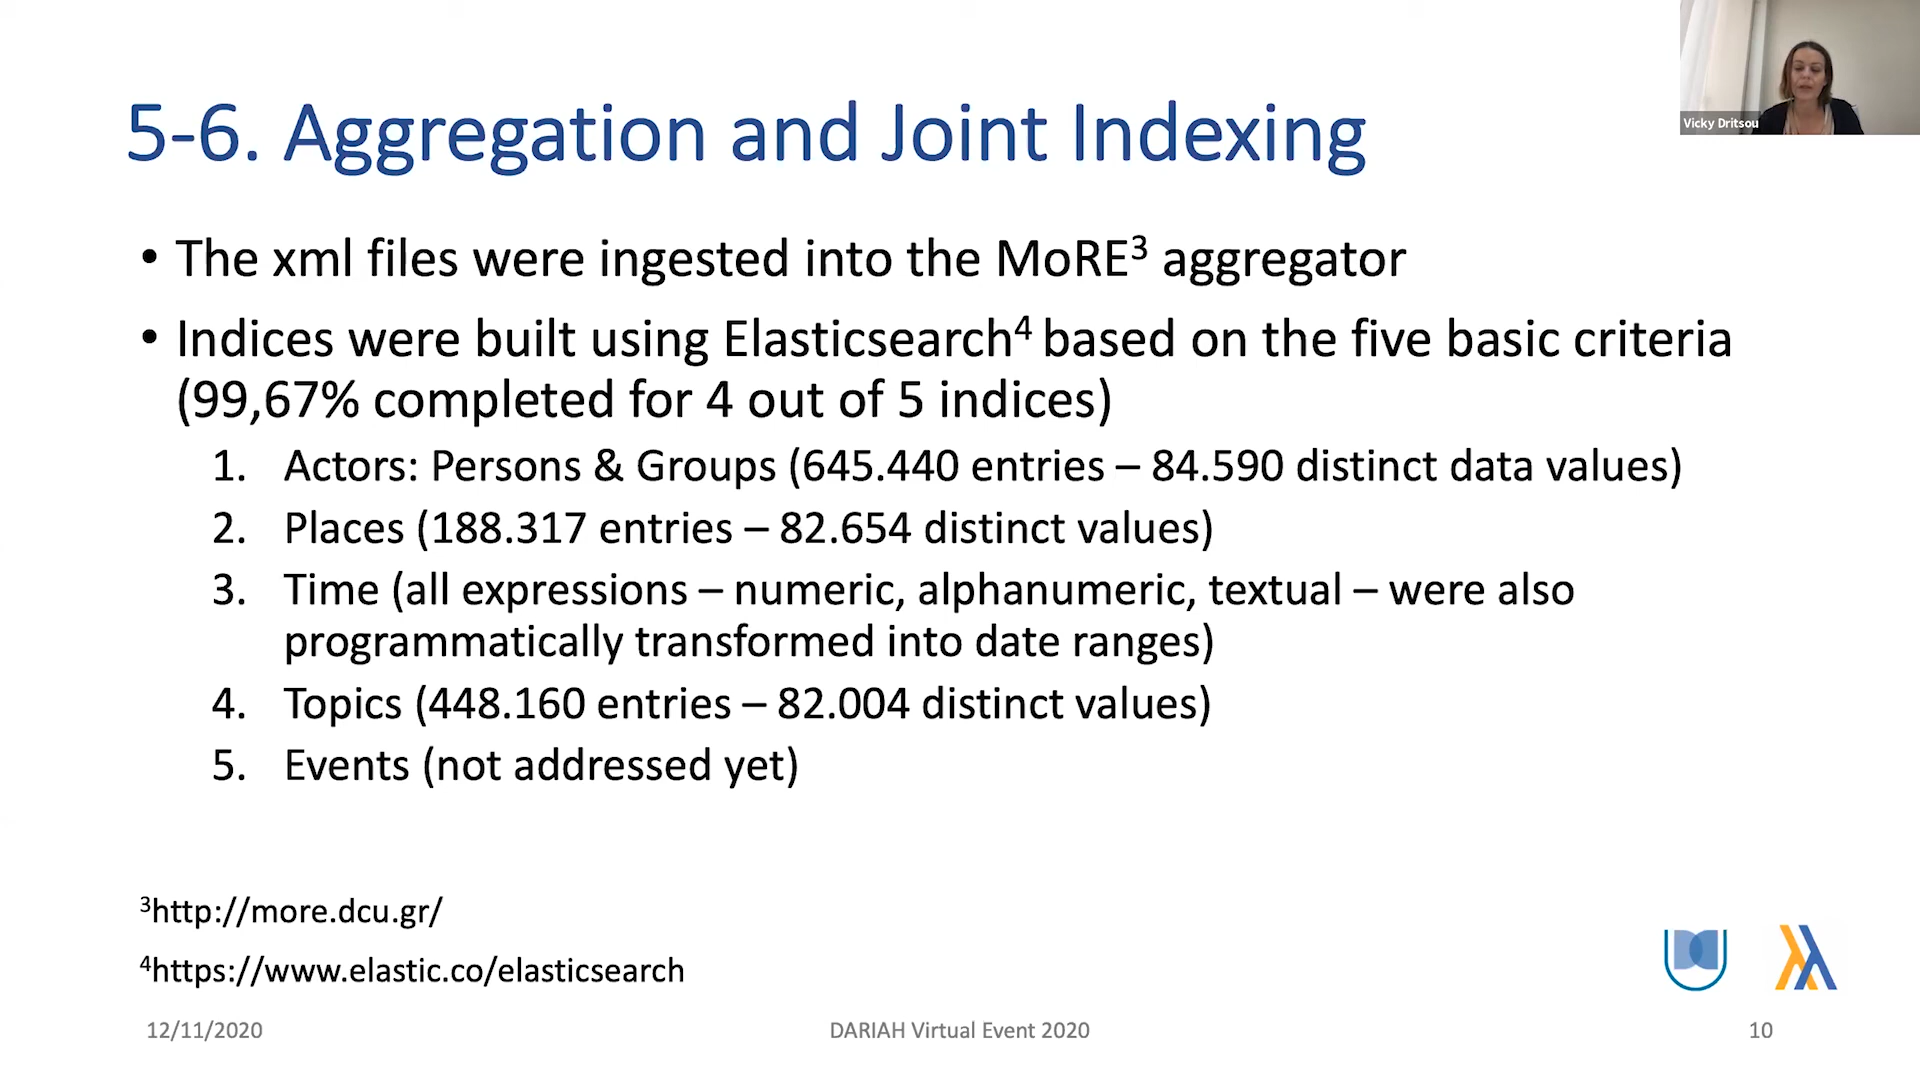 Vicky Dritsou
5-6. Aggregation and Joint Indexing
• The xml files were ingested into the MoRE³ aggregator
• Indices were built using Elasticsearch⁴ based on the five basic criteria
(99,67% completed for 4 out of 5 indices)
1. Actors: Persons & Groups (645.440 entries – 84.590 distinct data values)
2. Places (188.317 entries – 82.654 distinct values)
3. Time (all expressions – numeric, alphanumeric, textual – were also
programmatically transformed into date ranges)
4. Topics (448.160 entries – 82.004 distinct values)
5. Events (not addressed yet)
³http://more.dcu.gr/
⁴https://www.elastic.co/elasticsearch
12/11/2020
DARIAH Virtual Event 2020
10